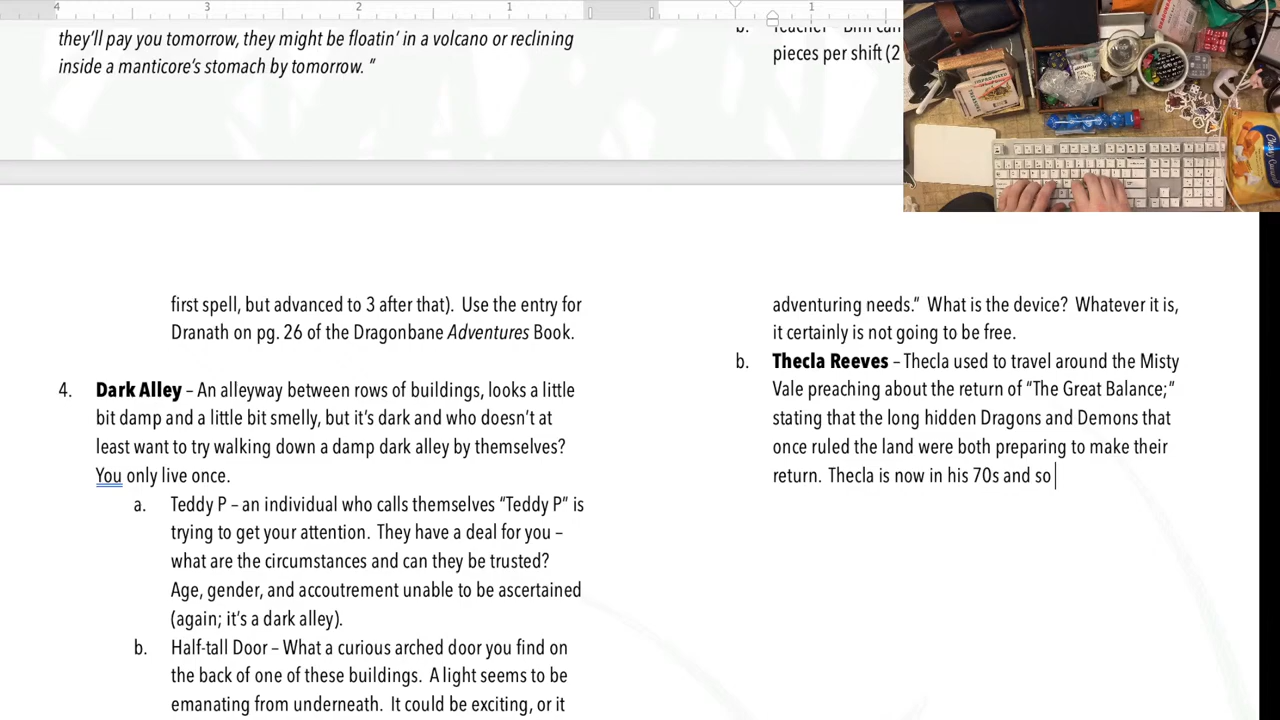 4 3 2 1 1
they'll pay you tomorrow, they might be floatin' in a volcano or reclining
inside a manticore's stomach by tomorrow. "
first spell, but advanced to 3 after that). Use the entry for
Dranath on pg. 26 of the Dragonbane Adventures Book.
4. Dark Alley – An alleyway between rows of buildings, looks a little
bit damp and a little bit smelly, but it's dark and who doesn't at
least want to try walking down a damp dark alley by themselves?
You only live once.
a. Teddy P – an individual who calls themselves "Teddy P" is
trying to get your attention. They have a deal for you –
what are the circumstances and can they be trusted?
Age, gender, and accoutrement unable to be ascertained
(again; it's a dark alley).
b. Half-tall Door – What a curious arched door you find on
the back of one of these buildings. A light seems to be
emanating from underneath. It could be exciting, or it
b. Teacher –
pieces per shift (2
adventuring needs." What is the device? Whatever it is,
it certainly is not going to be free.
b. Thecla Reeves – Thecla used to travel around the Misty
Vale preaching about the return of "The Great Balance;"
stating that the long hidden Dragons and Demons that
once ruled the land were both preparing to make their
return. Thecla is now in his 70s and so